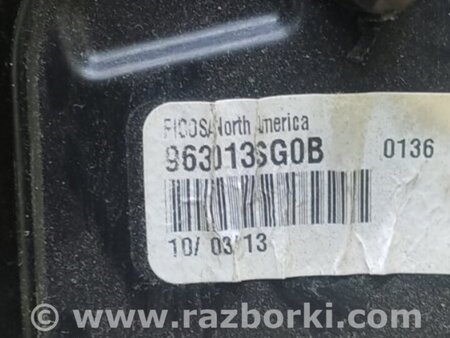 FICOSA North America
963013SG0B 0136
10/ 03/13
www.razborki.com